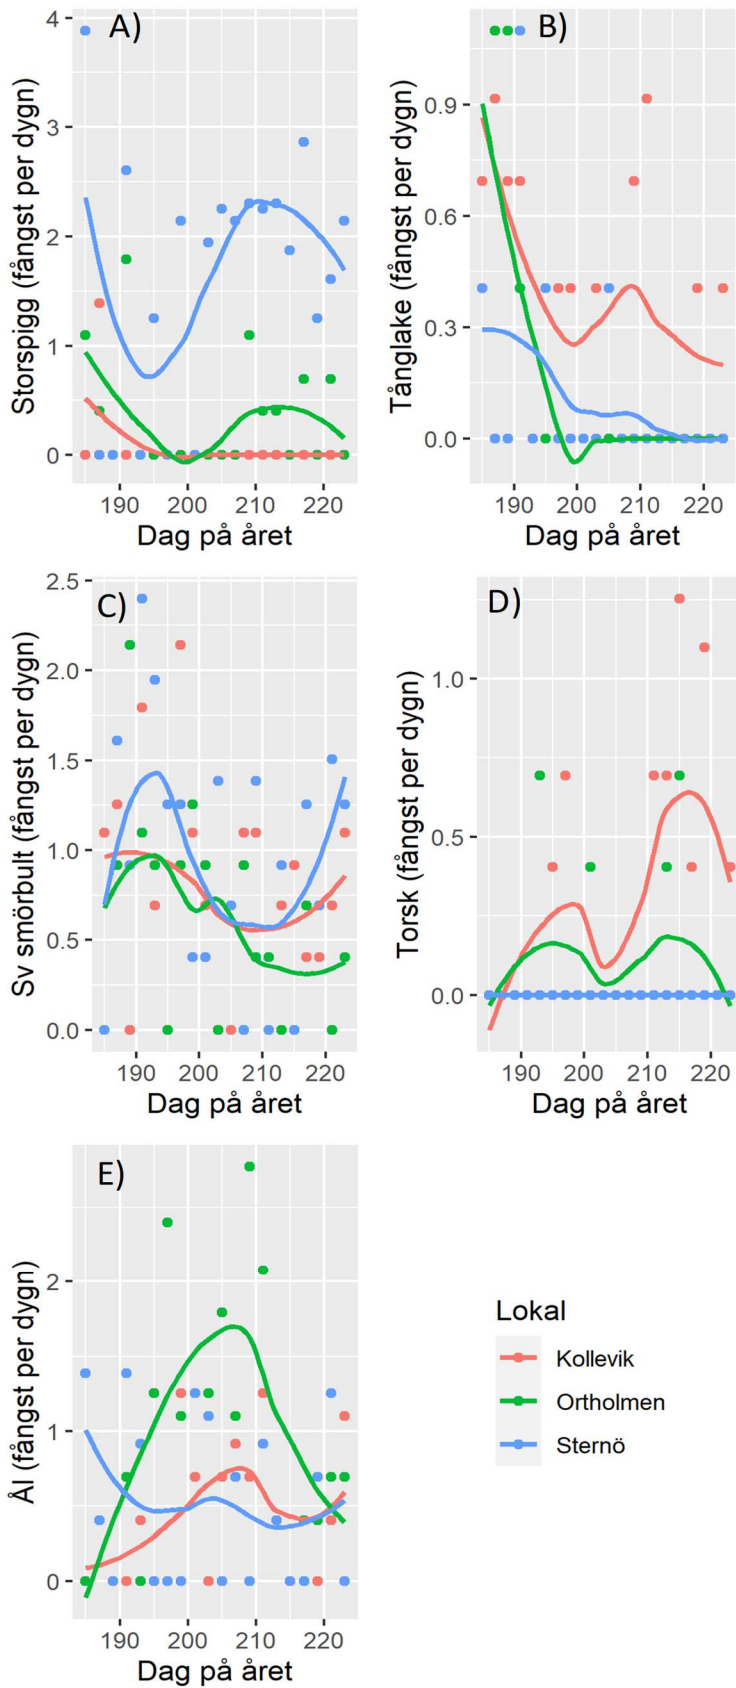 A)
Storspigg (fångst per dygn)
4
3
2
1
0
190 200 210 220
Dag på året
B)
Tånglake (fångst per dygn)
0.9
0.6
0.3
0.0
190 200 210 220
Dag på året
C)
Sv smörbult (fångst per dygn)
2.5
2.0
1.5
1.0
0.5
0.0
190 200 210 220
Dag på året
D)
Torsk (fångst per dygn)
1.0
0.5
0.0
190 200 210 220
Dag på året
E)
Ål (fångst per dygn)
2
1
0
190 200 210 220
Dag på året
Lokal
Kollevik
Ortholmen
Sternö